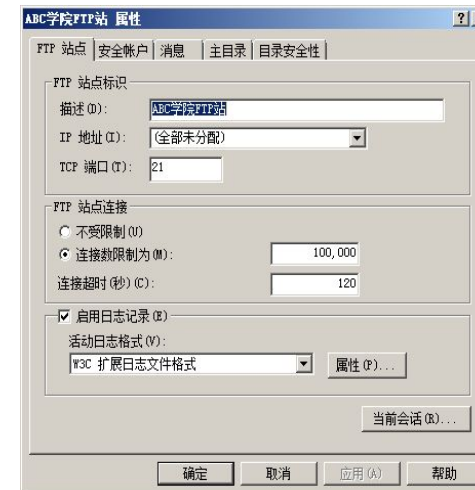 ABC学院FTP站 属性
FTP 站点 安全帐户 消息 主目录 目录安全性
FTP 站点标识
描述(D): ABC学院FTP站
IP 地址(I): (全部未分配)
TCP 端口(T): 21
FTP 站点连接
不受限制(U)
连接数限制为(M): 100,000
连接超时(秒)(C): 120
启用日志记录(E)
活动日志格式(V):
W3C 扩展日志文件格式 属性(P)...
当前会话(R)...
确定 取消 应用(A) 帮助